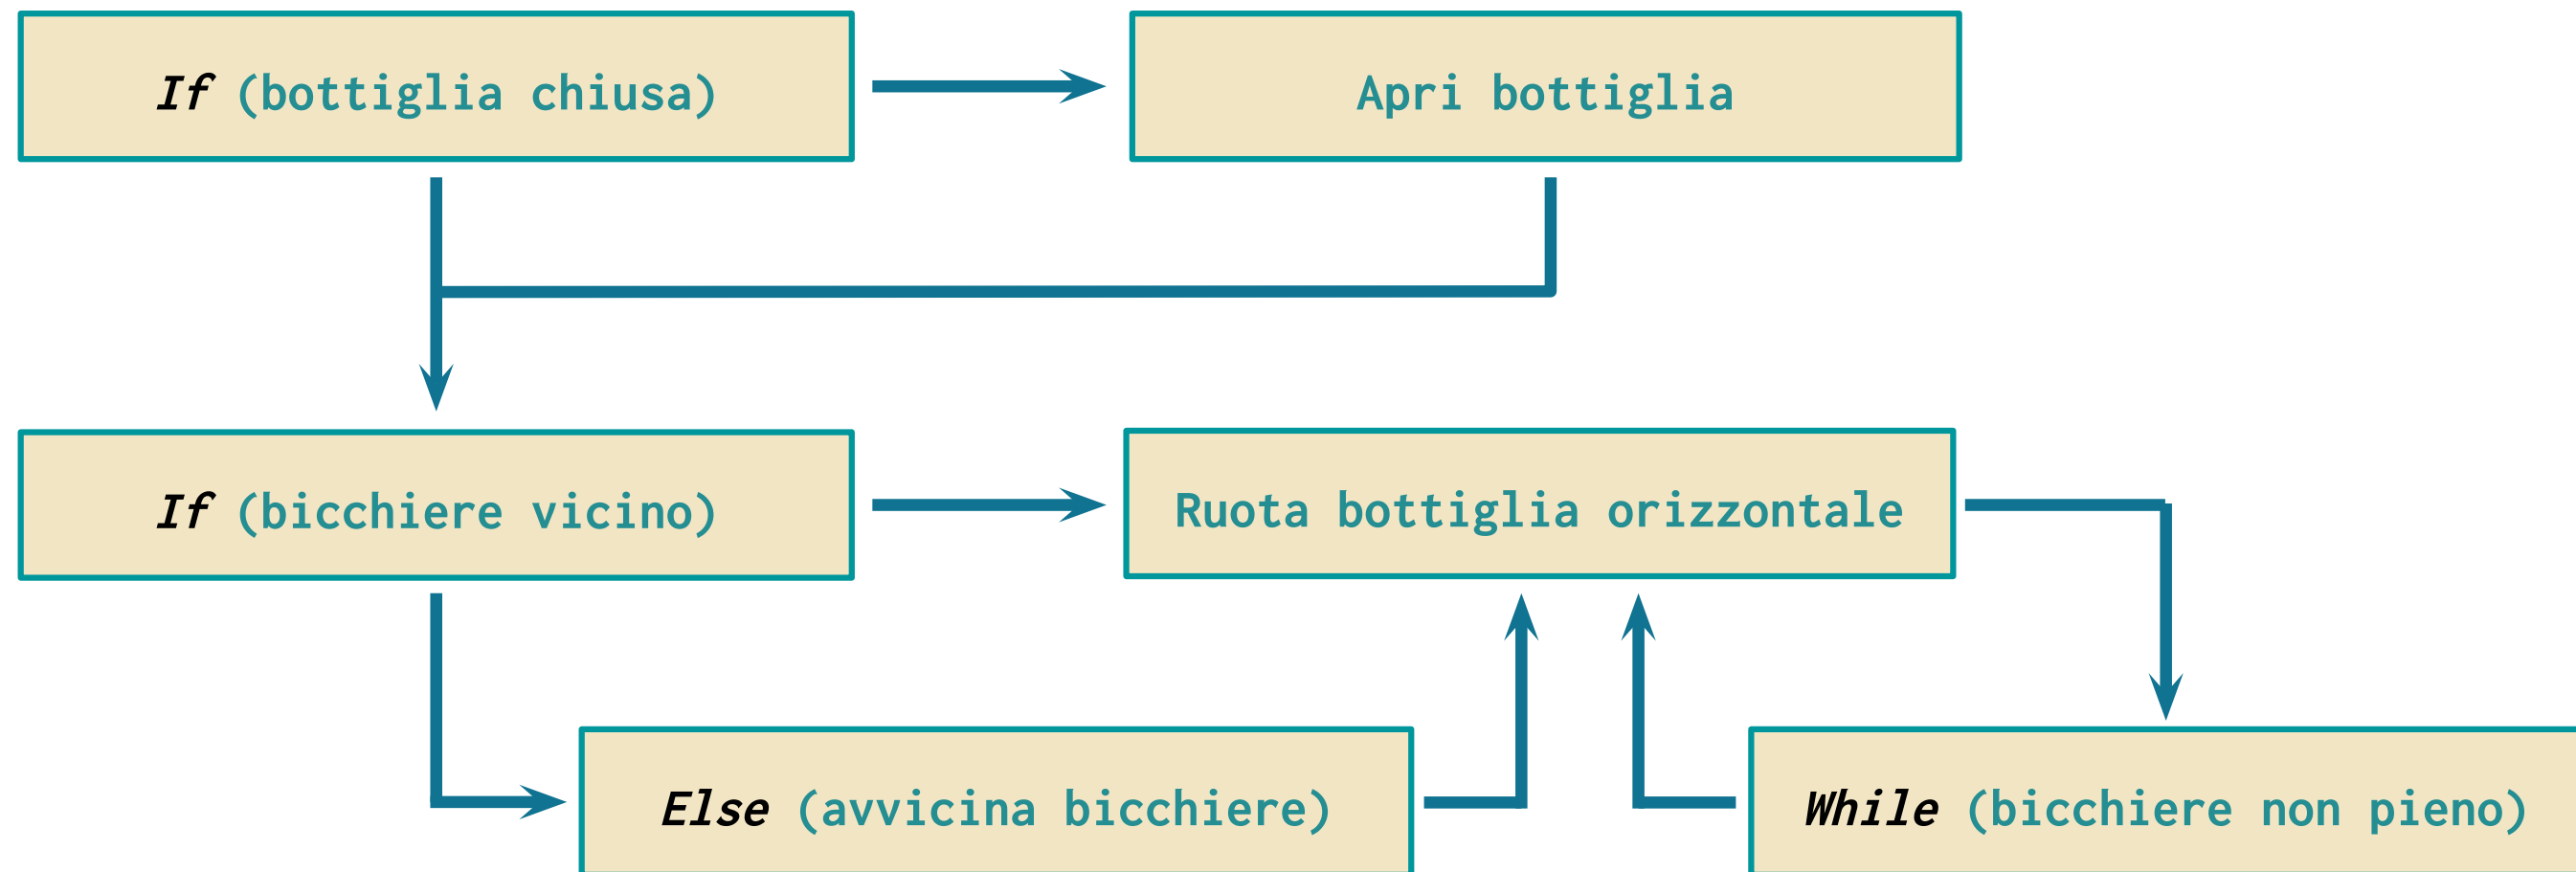 If (bottiglia chiusa)
Apri bottiglia
If (bicchiere vicino)
Ruota bottiglia orizzontale
Else (avvicina bicchiere)
While (bicchiere non pieno)